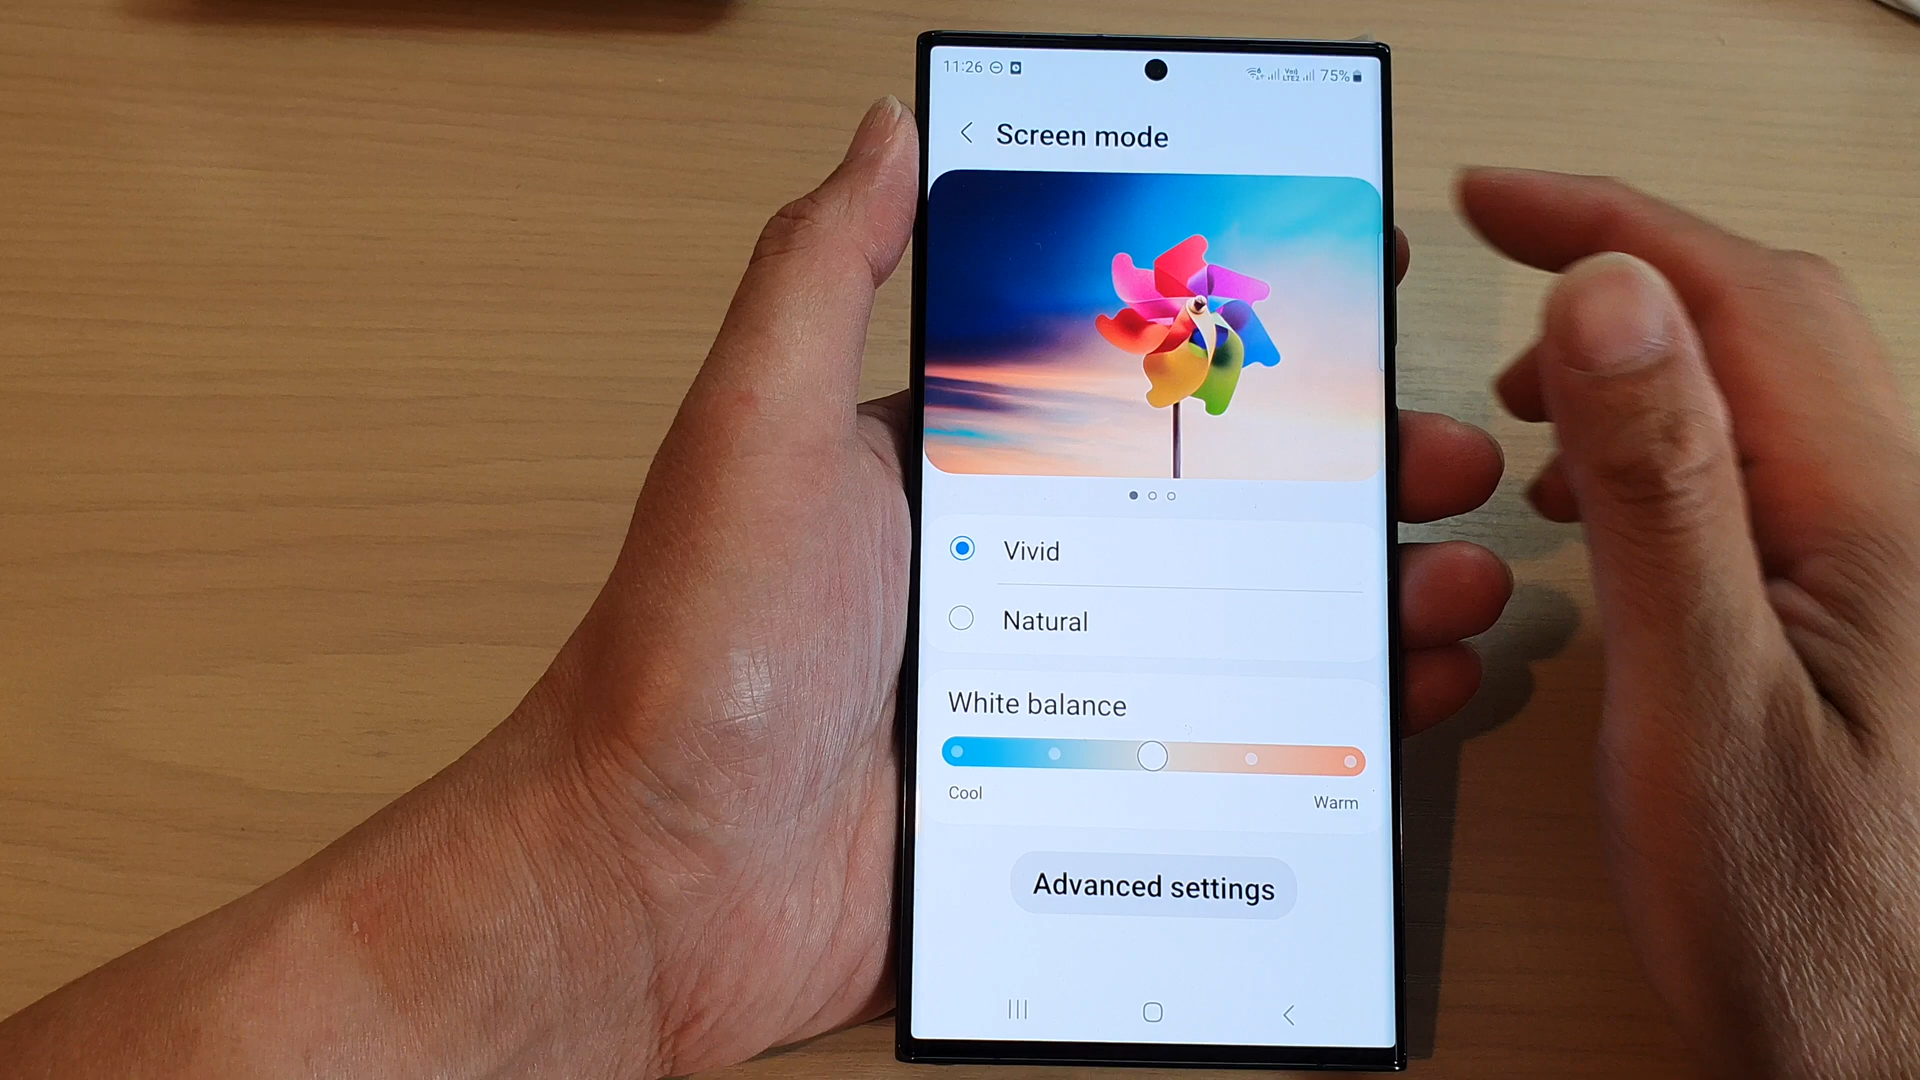 11:26
75%
Screen mode
Vivid
Natural
White balance
Cool
Warm
Advanced settings